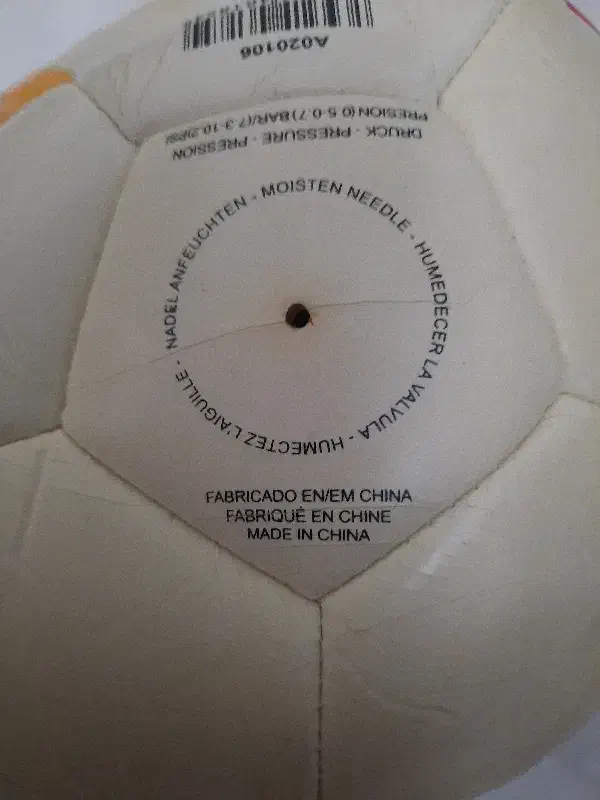 A020106
DRUCK - PRESSURE - PRESSION
PRESION (0.5-0.7) BAR/(7.3-10.2)PSI
NADEL ANFEUCHTEN - MOISTEN NEEDLE - HUMEDECER LA VALVULA - HUMECTEZ L'AIGUILLE -
FABRICADO EN/EM CHINA
FABRIQUÉ EN CHINE
MADE IN CHINA